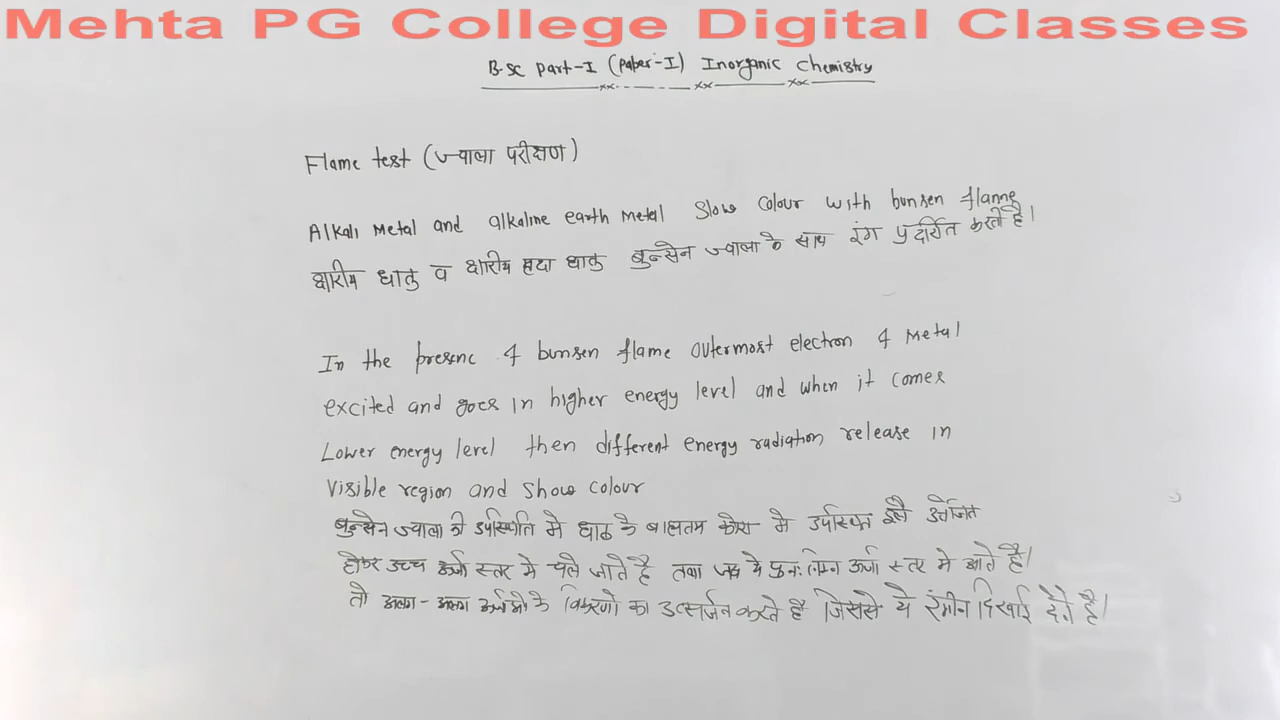 Mehta PG College Digital Classes
B.Sc Part-I (Paper-I) Inorganic Chemistry
Flame test (ज्वाला परीक्षण)
Alkali Metal and alkaline earth metal Slow Colour with bunsen flame
क्षारीय धातु व क्षारीय मृदा धातु बुन्सेन ज्वाला के साथ रंग प्रदर्शित करते है।
In the presenc of bunsen flame outermost electron of metal
excited and goes in higher energy level and when it comes
Lower energy level then different energy radiation release in
Visible region and show colour
बुन्सेन ज्वाला की उपस्थिति मे धातु के बाह्यतम कोश मे उपस्थित इले उत्तेजित
होकर उच्च ऊर्जा स्तर मे चले जाते है तथा जब ये पुनः निम्न ऊर्जा स्तर मे आते है।
तो अलग-अलग ऊर्जाओ के विकिरणो का उत्सर्जन करते है जिससे ये रंगीन दिखाई देते है।